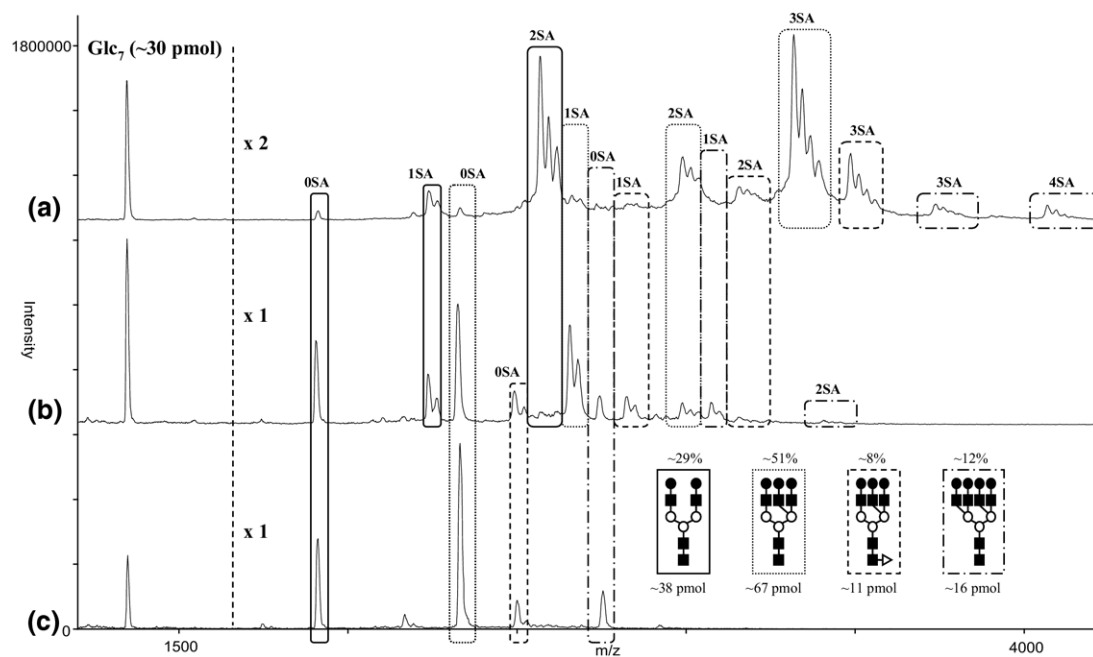 3SA
1800000
Glc7 (~30 pmol)
2SA
1SA
2SA
3SA
x 2
0SA
1SA
2SA
0SA
1SA
0SA
1SA
3SA
4SA
(a)
Intensity
x 1
0SA
2SA
(b)
~29%
~51%
~8%
~12%
x 1
~38 pmol
~67 pmol
~11 pmol
~16 pmol
(c)
0
1500
m/z
4000